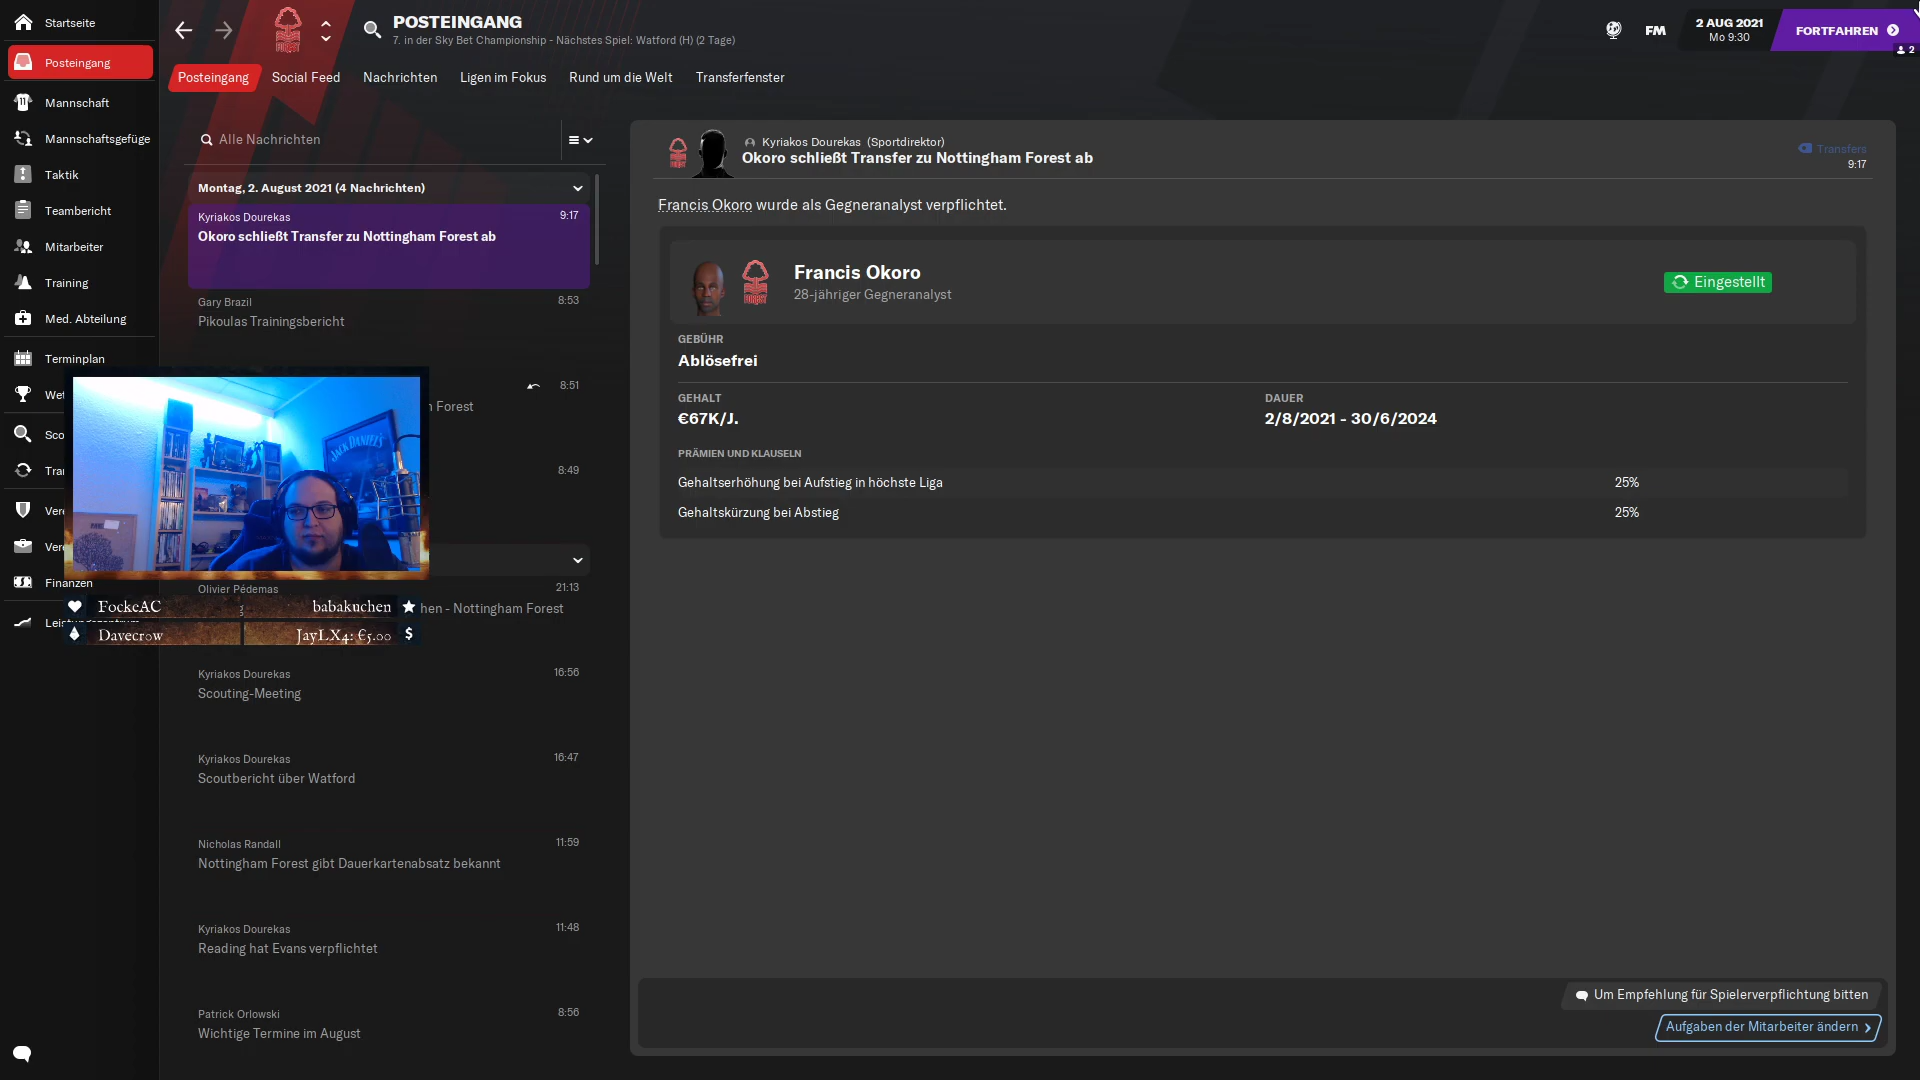 Startseite
Posteingang
Mannschaft
Mannschaftsgefüge
Taktik
Teambericht
Mitarbeiter
Training
Med. Abteilung
Terminplan
Finanzen
POSTEINGANG
7. in der Sky Bet Championship - Nächstes Spiel: Watford (H) (2 Tage)
FM
2 AUG 2021
Mo 9:30
FORTFAHREN
2
Posteingang
Social Feed
Nachrichten
Ligen im Fokus
Rund um die Welt
Transferfenster
Alle Nachrichten
Montag, 2. August 2021 (4 Nachrichten)
Kyriakos Dourekas 9:17
Okoro schließt Transfer zu Nottingham Forest ab
Gary Brazil 8:53
Pikoulas Trainingsbericht
8:51
Forest
8:49
Olivier Pédemas 21:13
hen - Nottingham Forest
Kyriakos Dourekas 16:56
Scouting-Meeting
Kyriakos Dourekas 16:47
Scoutbericht über Watford
Nicholas Randall 11:59
Nottingham Forest gibt Dauerkartenabsatz bekannt
Kyriakos Dourekas 11:48
Reading hat Evans verpflichtet
Patrick Orlowski 8:56
Wichtige Termine im August
JACK DANIEL'S
FockeAC
babakuchen
Davecrow
JayLX4: €5.00
Kyriakos Dourekas (Sportdirektor)
Okoro schließt Transfer zu Nottingham Forest ab
Transfers
9:17
Francis Okoro wurde als Gegneranalyst verpflichtet.
FOREST
Francis Okoro
28-jähriger Gegneranalyst
Eingestellt
GEBÜHR
Ablösefrei
GEHALT
€67K/J.
DAUER
2/8/2021 - 30/6/2024
PRÄMIEN UND KLAUSELN
Gehaltserhöhung bei Aufstieg in höchste Liga 25%
Gehaltskürzung bei Abstieg 25%
Um Empfehlung für Spielerverpflichtung bitten
Aufgaben der Mitarbeiter ändern